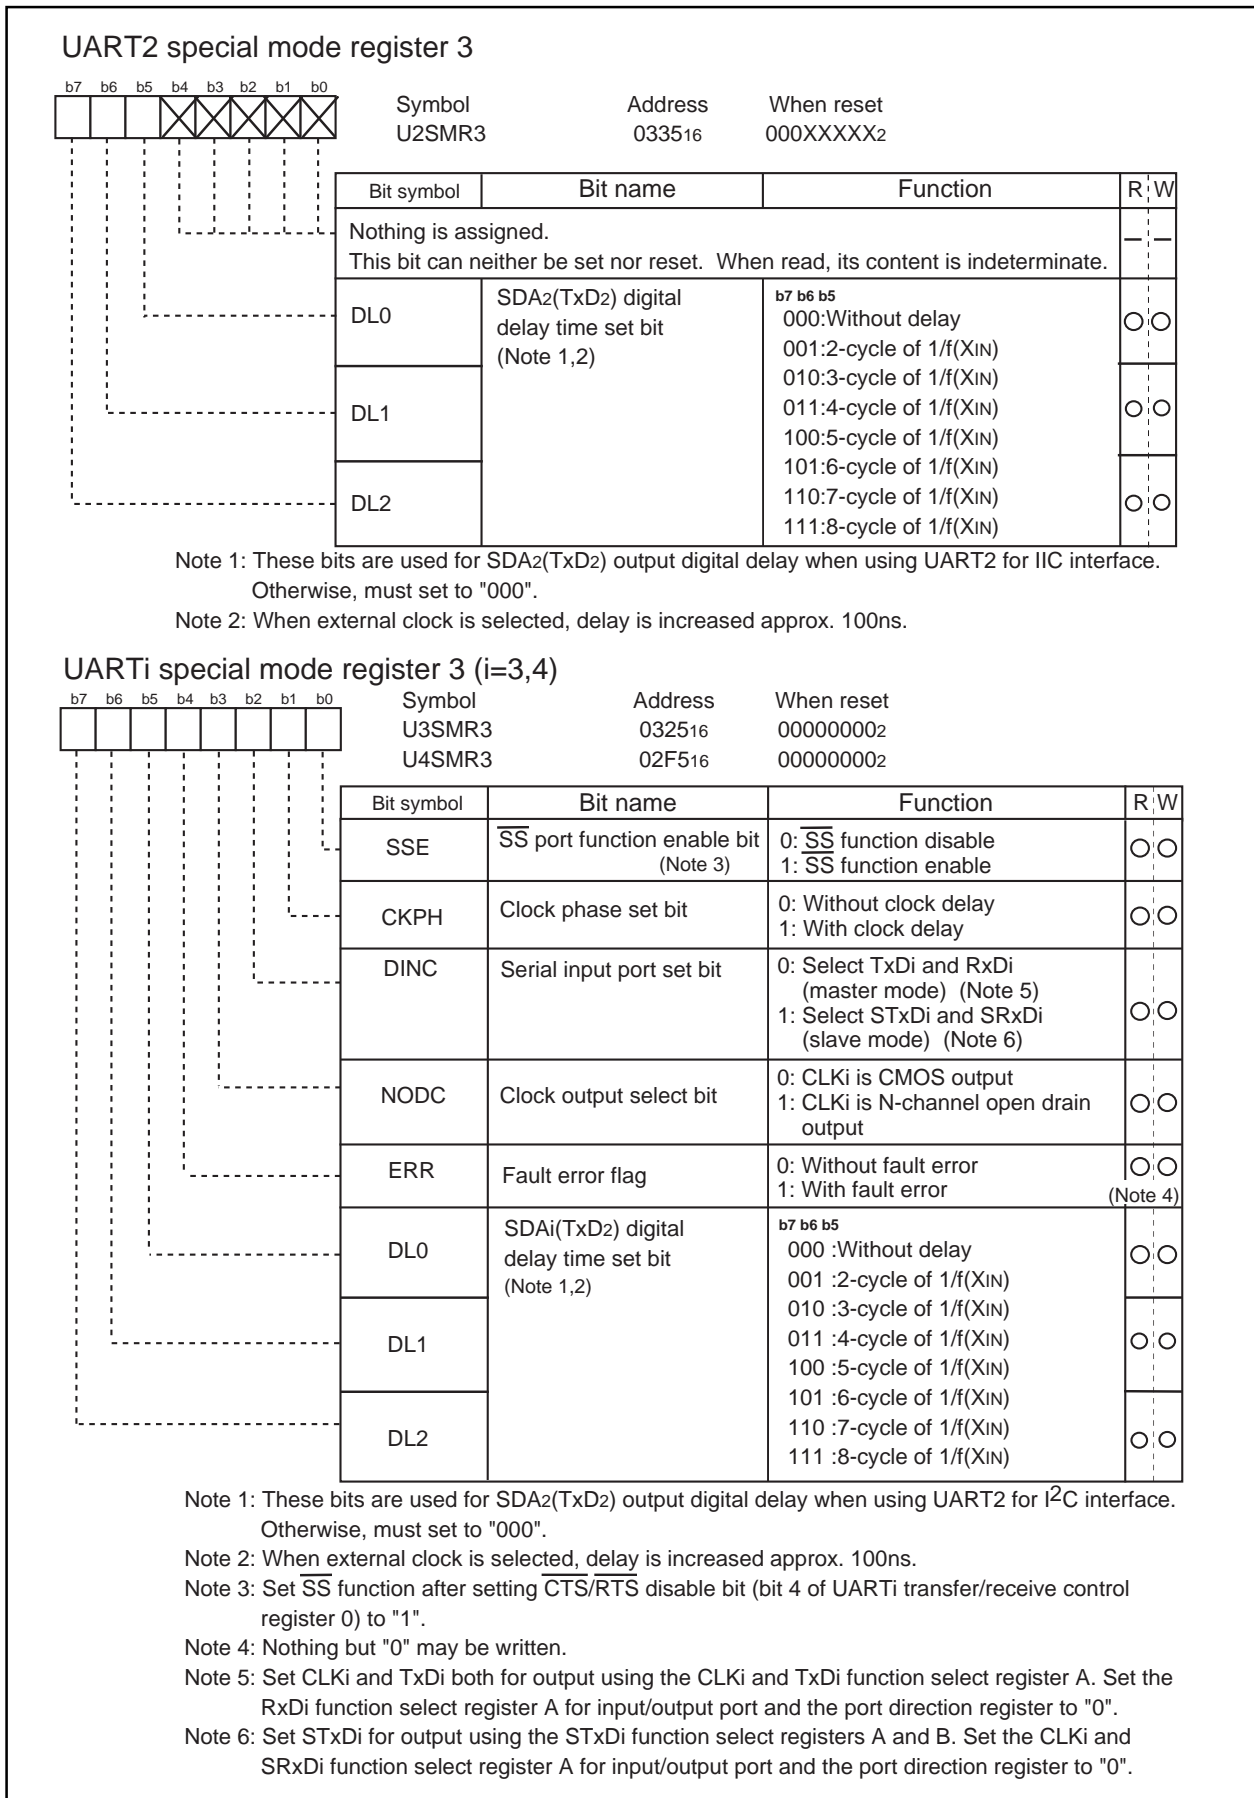 UART2 special mode register 3
b7 b6 b5 b4 b3 b2 b1 b0
Symbol Address When reset
U2SMR3 033516 000XXXXX2
Bit symbol Bit name Function R W
Nothing is assigned.
This bit can neither be set nor reset. When read, its content is indeterminate.
— —
DL0 SDA2(TxD2) digital
delay time set bit
(Note 1,2)
b7 b6 b5
000:Without delay
001:2-cycle of 1/f(XIN)
010:3-cycle of 1/f(XIN)
DL1 011:4-cycle of 1/f(XIN)
100:5-cycle of 1/f(XIN)
101:6-cycle of 1/f(XIN)
DL2 110:7-cycle of 1/f(XIN)
111:8-cycle of 1/f(XIN)
Note 1: These bits are used for SDA2(TxD2) output digital delay when using UART2 for IIC interface.
Otherwise, must set to "000".
Note 2: When external clock is selected, delay is increased approx. 100ns.
UARTi special mode register 3 (i=3,4)
b7 b6 b5 b4 b3 b2 b1 b0
Symbol Address When reset
U3SMR3 032516 000000002
U4SMR3 02F516 000000002
Bit symbol Bit name Function R W
SSE SS port function enable bit
(Note 3)
0: SS function disable
1: SS function enable
CKPH Clock phase set bit
0: Without clock delay
1: With clock delay
DINC Serial input port set bit
0: Select TxDi and RxDi
(master mode) (Note 5)
1: Select STxDi and SRxDi
(slave mode) (Note 6)
NODC Clock output select bit
0: CLKi is CMOS output
1: CLKi is N-channel open drain
output
ERR Fault error flag
0: Without fault error
1: With fault error
(Note 4)
DL0 SDAi(TxD2) digital
delay time set bit
(Note 1,2)
b7 b6 b5
000 :Without delay
001 :2-cycle of 1/f(XIN)
010 :3-cycle of 1/f(XIN)
DL1 011 :4-cycle of 1/f(XIN)
100 :5-cycle of 1/f(XIN)
101 :6-cycle of 1/f(XIN)
DL2 110 :7-cycle of 1/f(XIN)
111 :8-cycle of 1/f(XIN)
Note 1: These bits are used for SDA2(TxD2) output digital delay when using UART2 for I2C interface.
Otherwise, must set to "000".
Note 2: When external clock is selected, delay is increased approx. 100ns.
Note 3: Set SS function after setting CTS/RTS disable bit (bit 4 of UARTi transfer/receive control
register 0) to "1".
Note 4: Nothing but "0" may be written.
Note 5: Set CLKi and TxDi both for output using the CLKi and TxDi function select register A. Set the
RxDi function select register A for input/output port and the port direction register to "0".
Note 6: Set STxDi for output using the STxDi function select registers A and B. Set the CLKi and
SRxDi function select register A for input/output port and the port direction register to "0".